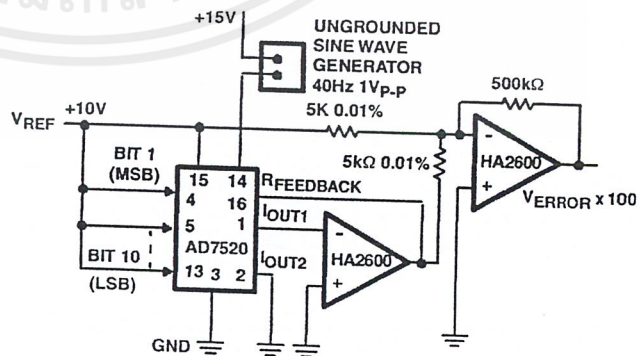 +15V
UNGROUNDED
SINE WAVE
GENERATOR
40Hz 1VP-P
500kΩ
5K 0.01%
VREF
+10V
BIT 1
(MSB)
15
14
RFEEDBACK
5kΩ 0.01%
HA2600
4
16
IOUT1
5
1
VERROR x 100
BIT 10
AD7520
IOUT2
HA2600
(LSB)
13
3
2
GND
-
+
-
+